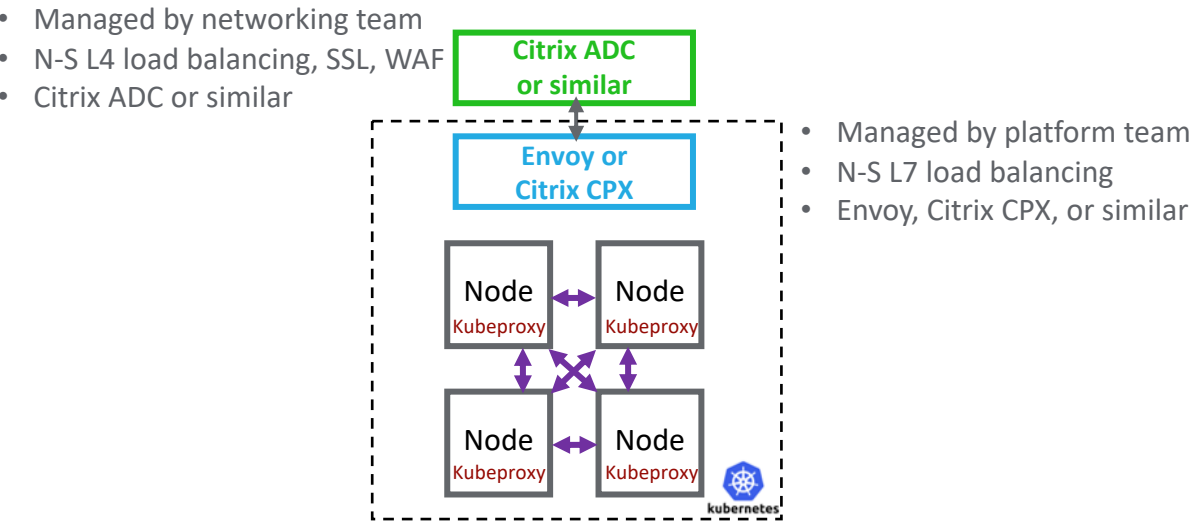 • Managed by networking team
• N-S L4 load balancing, SSL, WAF
• Citrix ADC or similar
Citrix ADC
or similar
Envoy or
Citrix CPX
• Managed by platform team
• N-S L7 load balancing
• Envoy, Citrix CPX, or similar
Node
Kubeproxy
Node
Kubeproxy
Node
Kubeproxy
Node
Kubeproxy
kubernetes